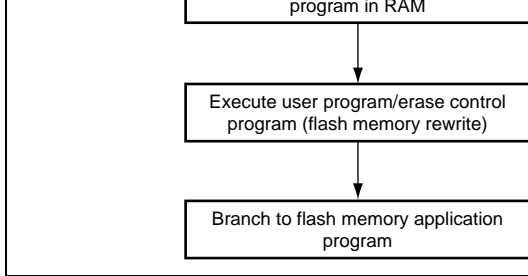 program in RAM
Execute user program/erase control
program (flash memory rewrite)
Branch to flash memory application
program